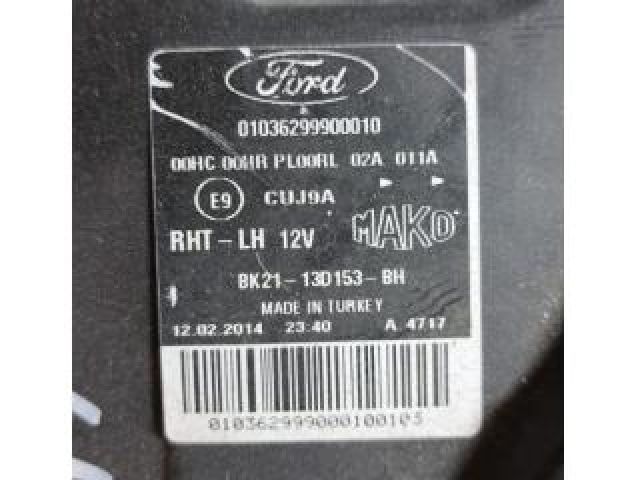 Ford
01036299900010
00HC 00HR PL00RL 02A 011A
E9 CUJ9A
MAKO
RHT-LH 12V
BK21-13D153-BH
MADE IN TURKEY
12.02.2014 23:40 A 4717
010362999000100105